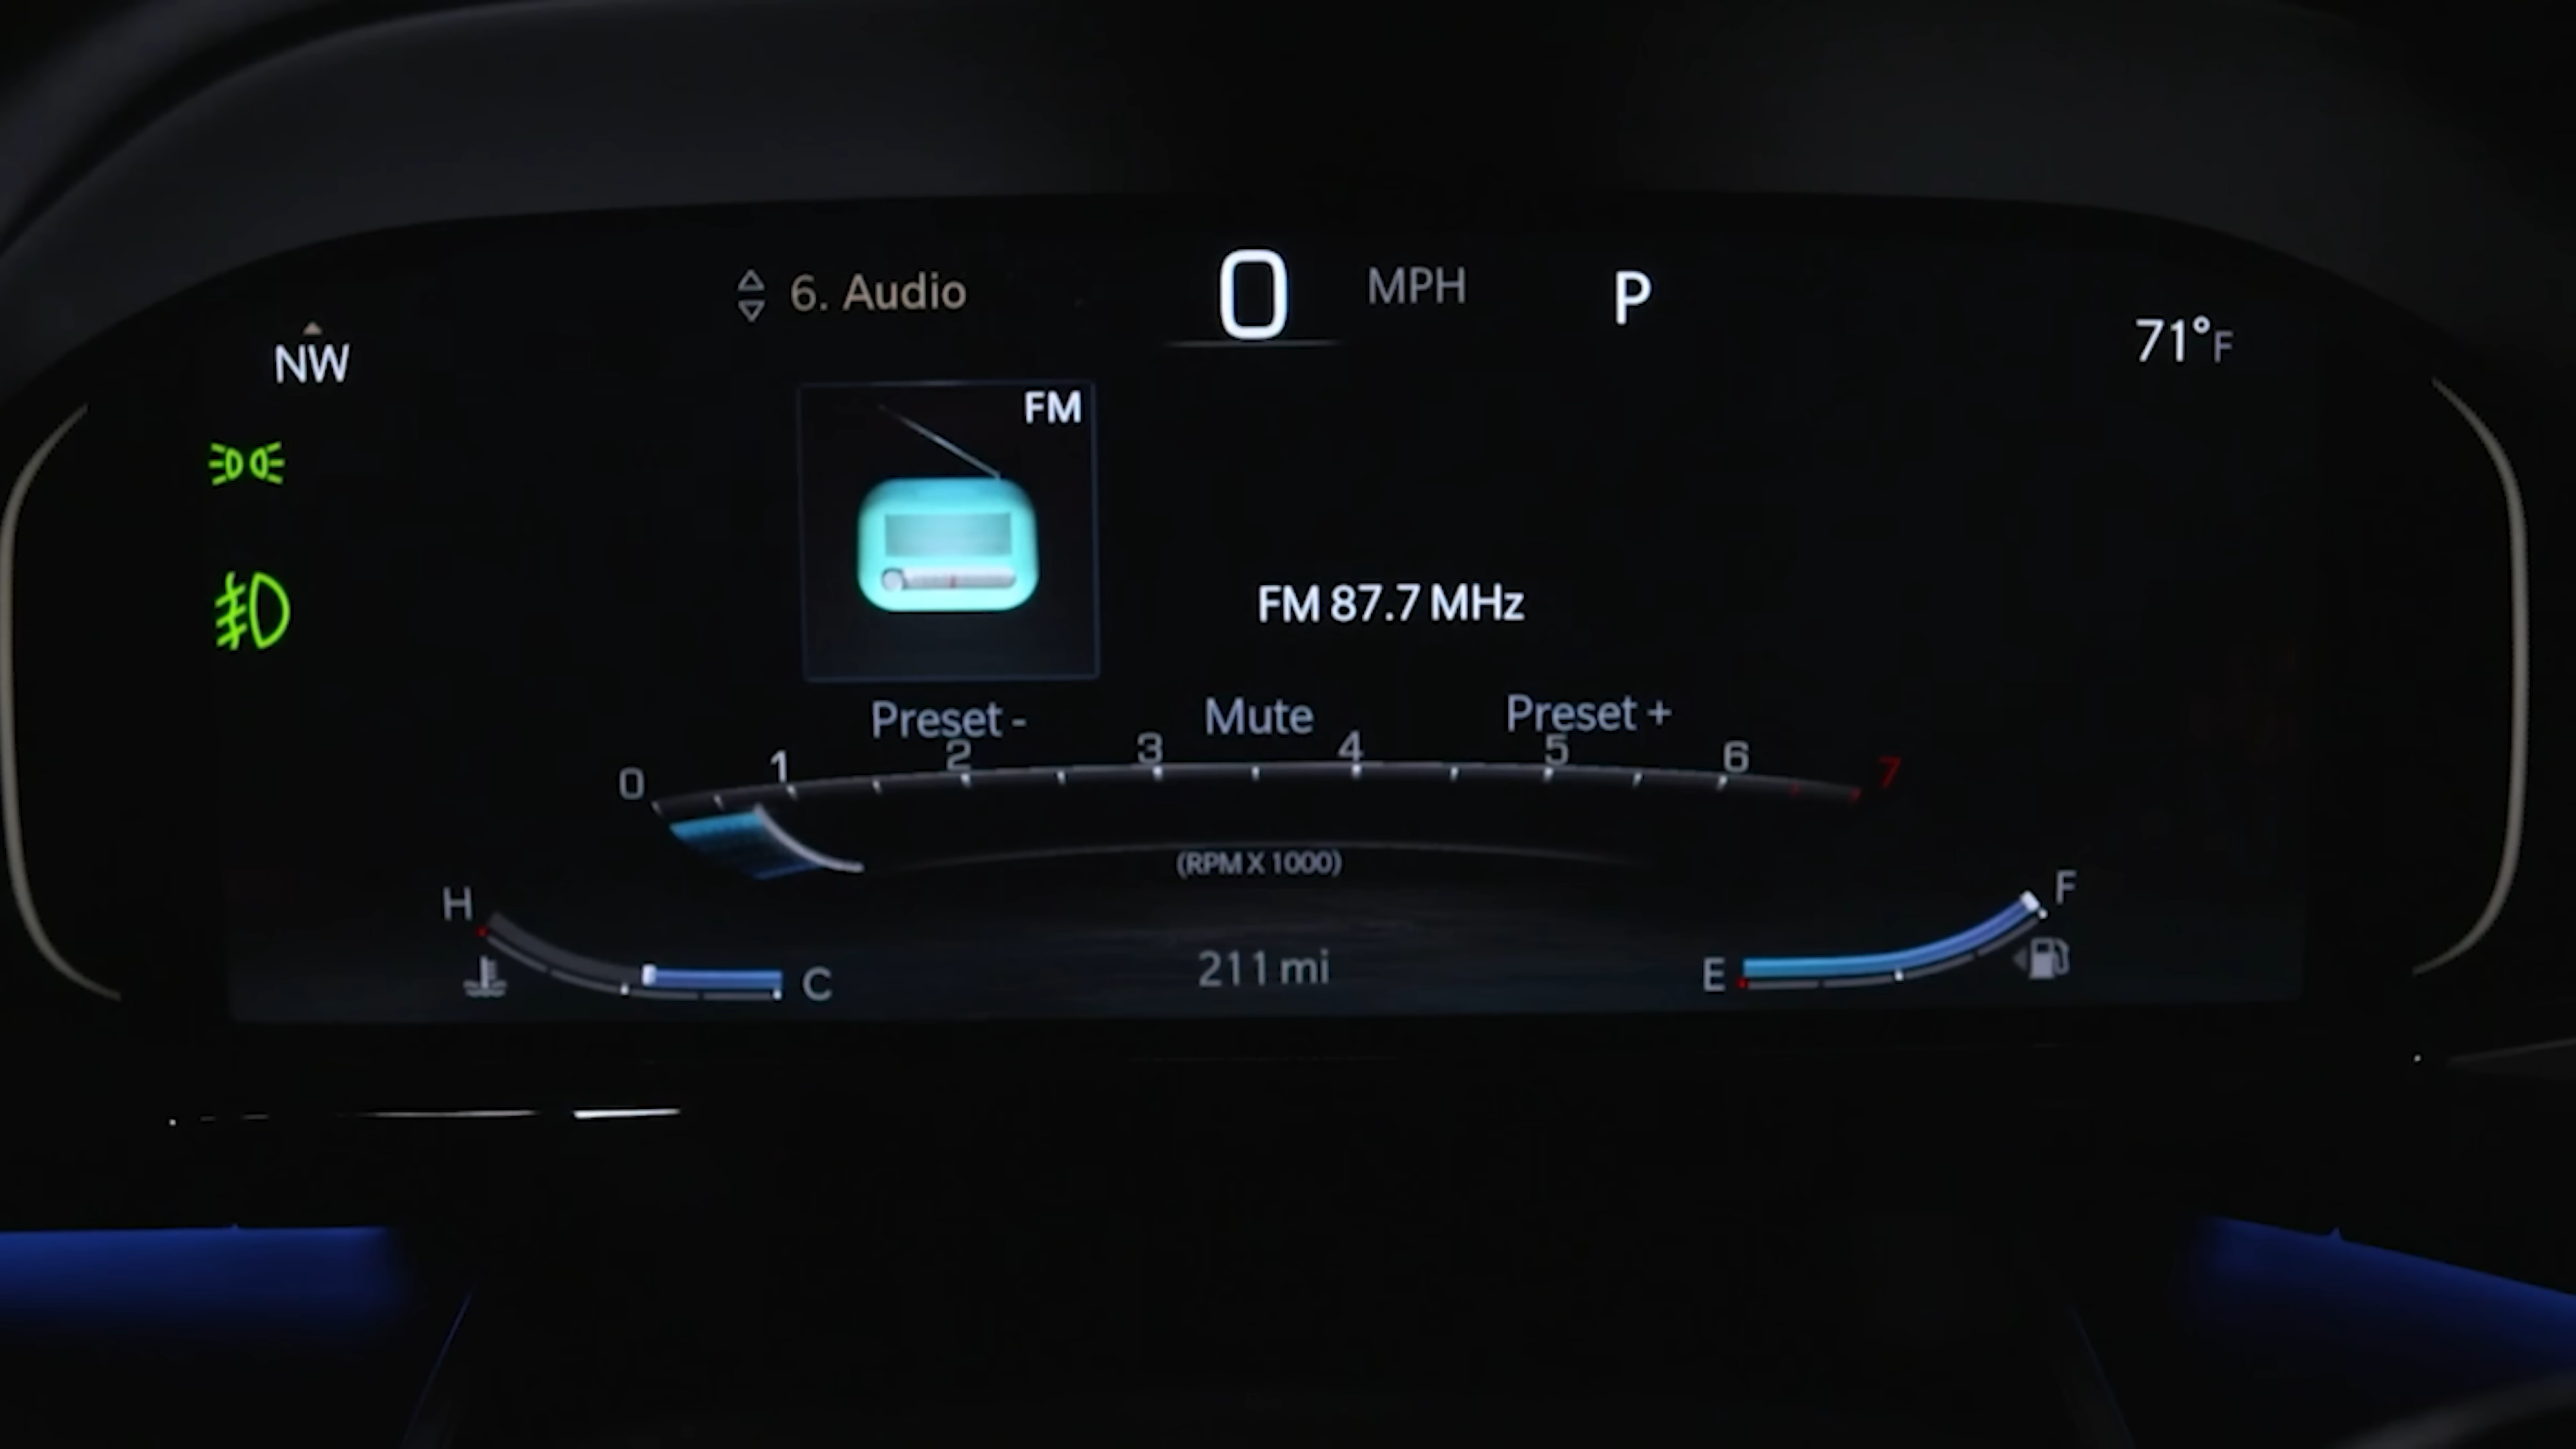 6. Audio
0 MPH
P
NW
71°F
FM
FM 87.7 MHz
Preset -
Mute
Preset +
0 1 2 3 4 5 6 7
(RPM X 1000)
H
C
211 mi
E
F